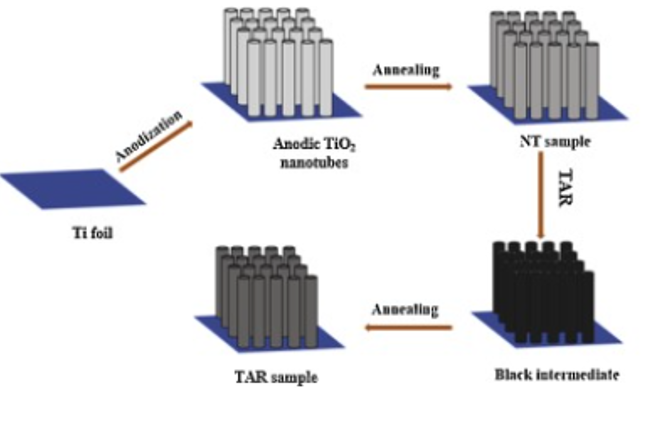 Annealing
Anodization
Anodic TiO₂
nanotubes
NT sample
TAR
Ti foil
Annealing
TAR sample
Black intermediate